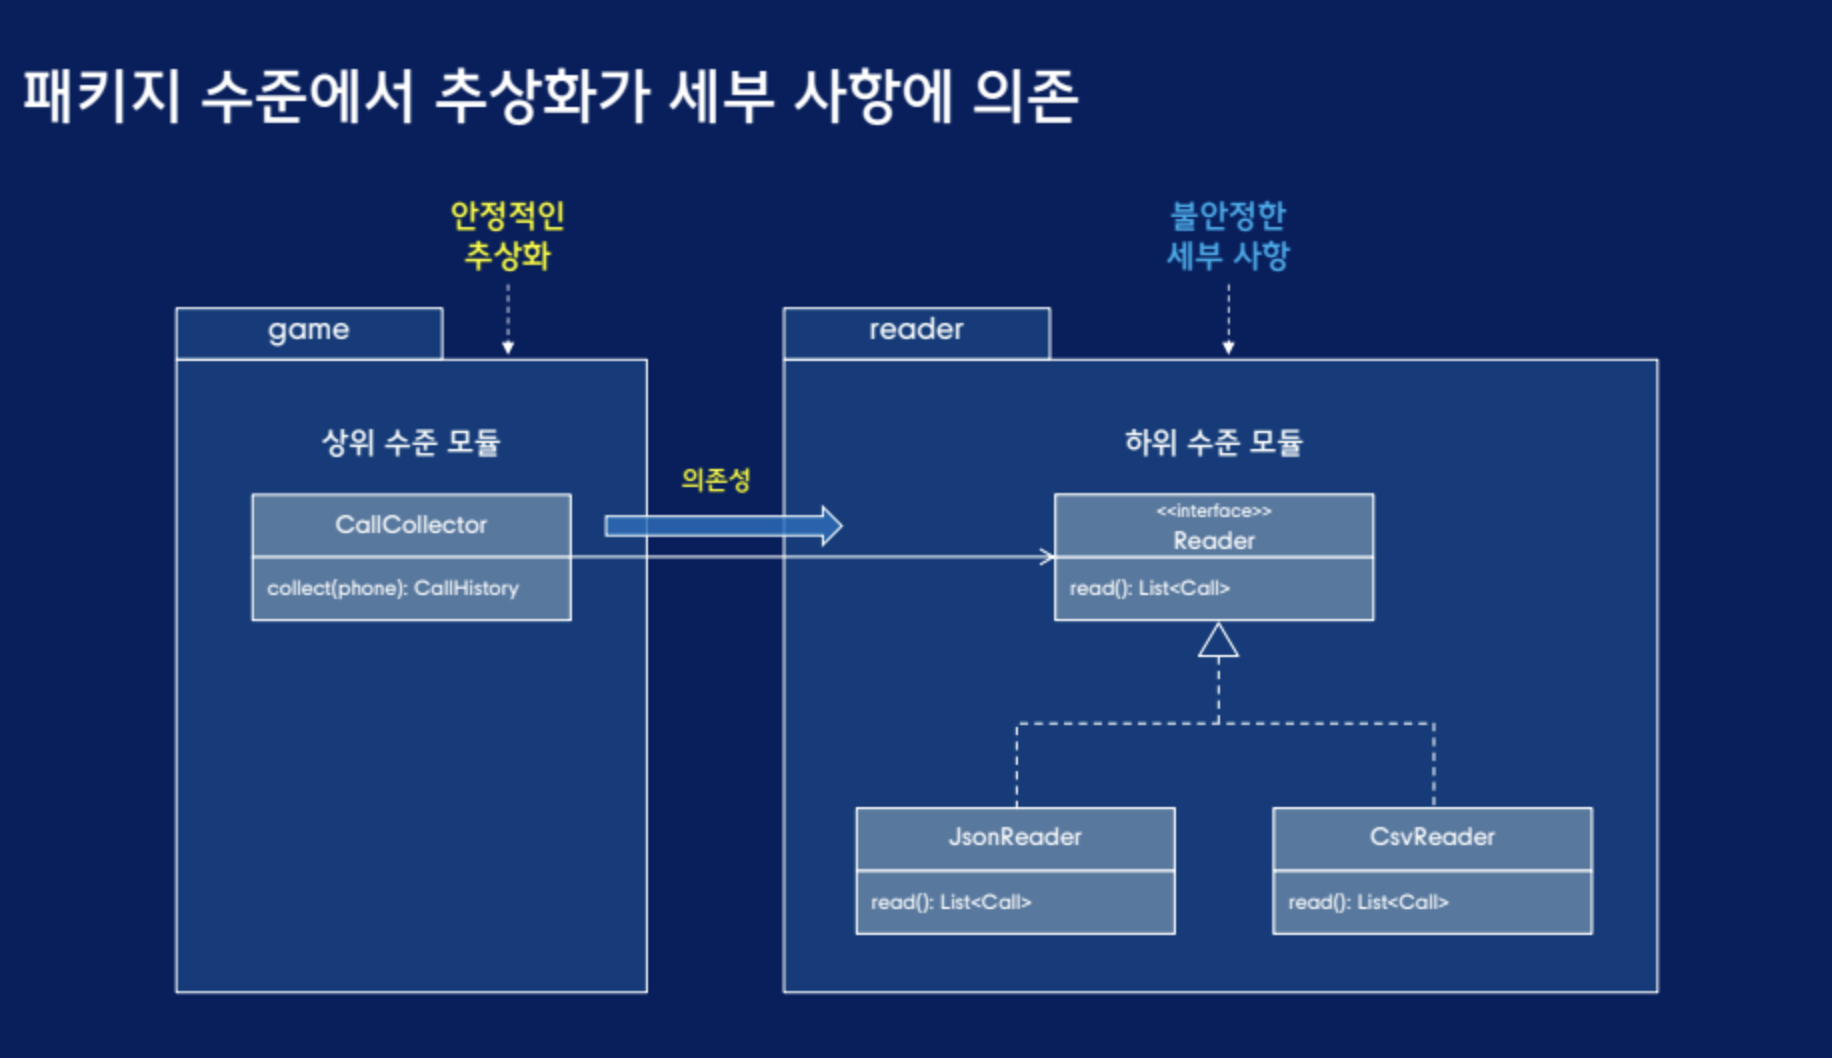 패키지 수준에서 추상화가 세부 사항에 의존
안정적인
추상화
불안정한
세부 사항
game
reader
상위 수준 모듈
하위 수준 모듈
의존성
CallCollector
collect(phone): CallHistory
<<interface>>
Reader
read(): List<Call>
JsonReader
read(): List<Call>
CsvReader
read(): List<Call>